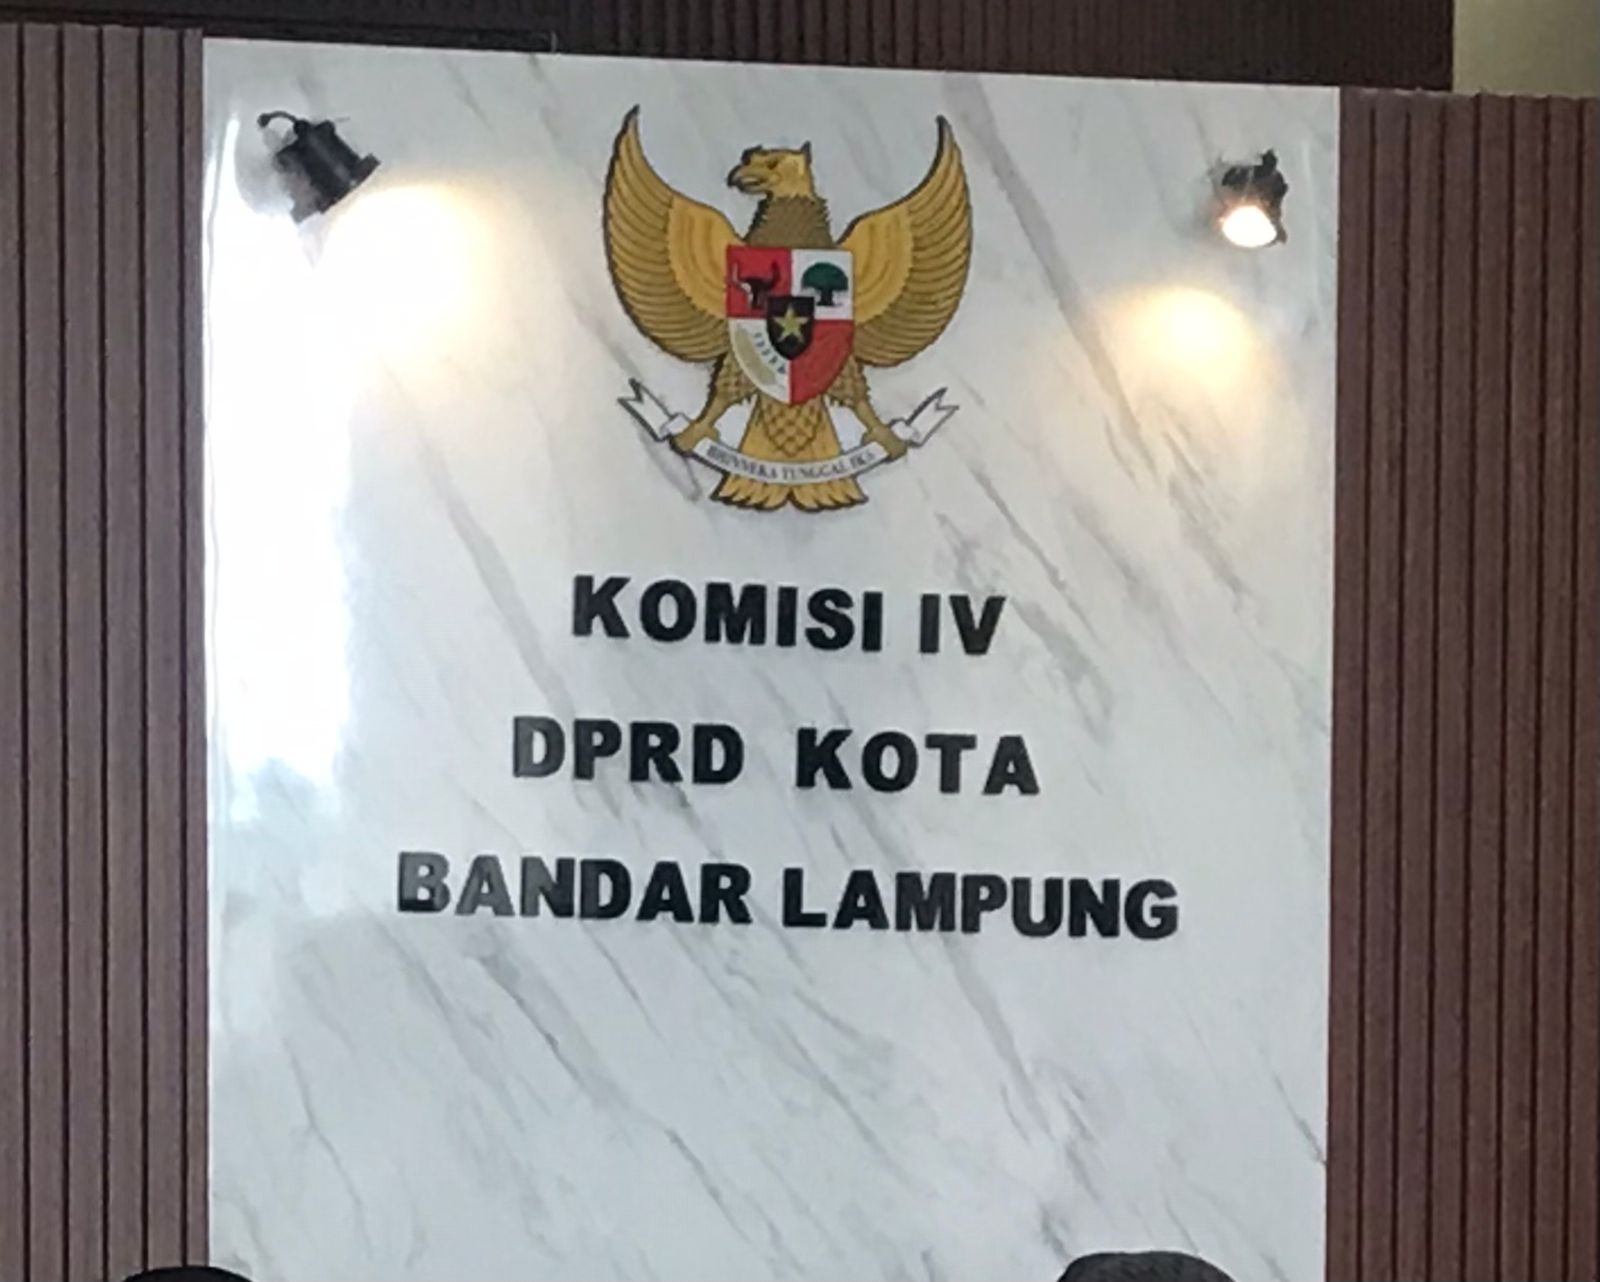 BHINNEKA TUNGGAL IKA
KOMISI IV
DPRD KOTA
BANDAR LAMPUNG